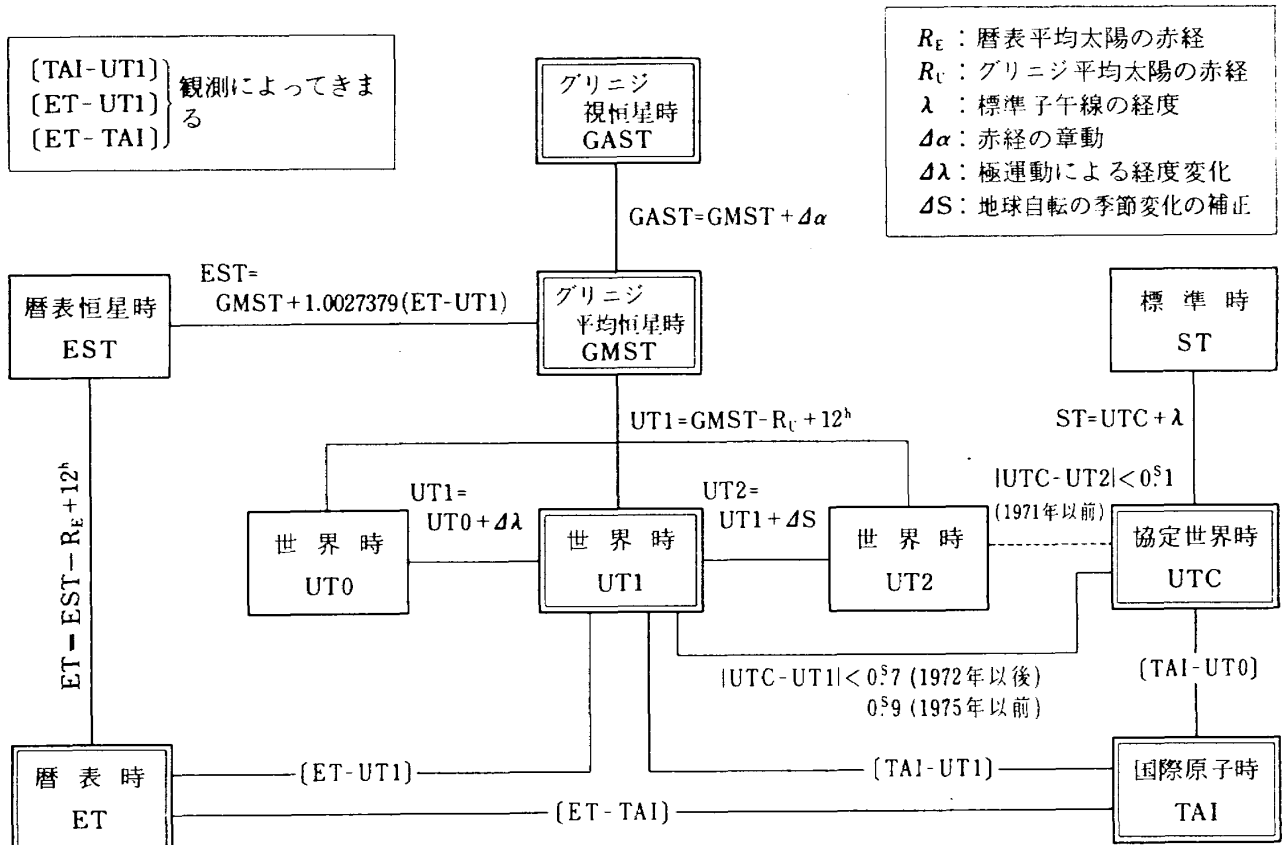 〔TAI-UT1〕
〔ET-UT1〕
〔ET-TAI〕
観測によってきま
る
R_E：暦表平均太陽の赤経
R_U：グリニジ平均太陽の赤経
λ：標準子午線の経度
Δα：赤経の章動
Δλ：極運動による経度変化
ΔS：地球自転の季節変化の補正
グリニジ
視恒星時
GAST
GAST=GMST+Δα
暦表恒星時
EST
EST=
GMST+1.0027379(ET-UT1)
グリニジ
平均恒星時
GMST
標準時
ST
UT1=GMST-R_U+12^h
ST=UTC+λ
世界時
UT0
UT1=
UT0+Δλ
世界時
UT1
UT2=
UT1+ΔS
世界時
UT2
|UTC-UT2|<0.^S1
(1971年以前)
協定世界時
UTC
ET=EST-R_E+12^h
|UTC-UT1|<0.^S7 (1972年以後)
0.^S9 (1975年以前)
〔TAI-UT0〕
暦表時
ET
〔ET-UT1〕
〔TAI-UT1〕
〔ET-TAI〕
国際原子時
TAI